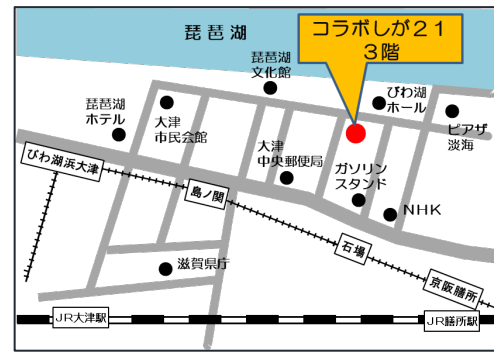 琵琶湖
コラボしが21
3階
琵琶湖
文化館
びわ湖
ホール
琵琶湖
ホテル
大津
市民会館
ピアザ
淡海
大津
中央郵便局
ガソリン
スタンド
びわ湖浜大津
島ノ関
NHK
石場
滋賀県庁
京阪膳所
JR大津駅
JR膳所駅